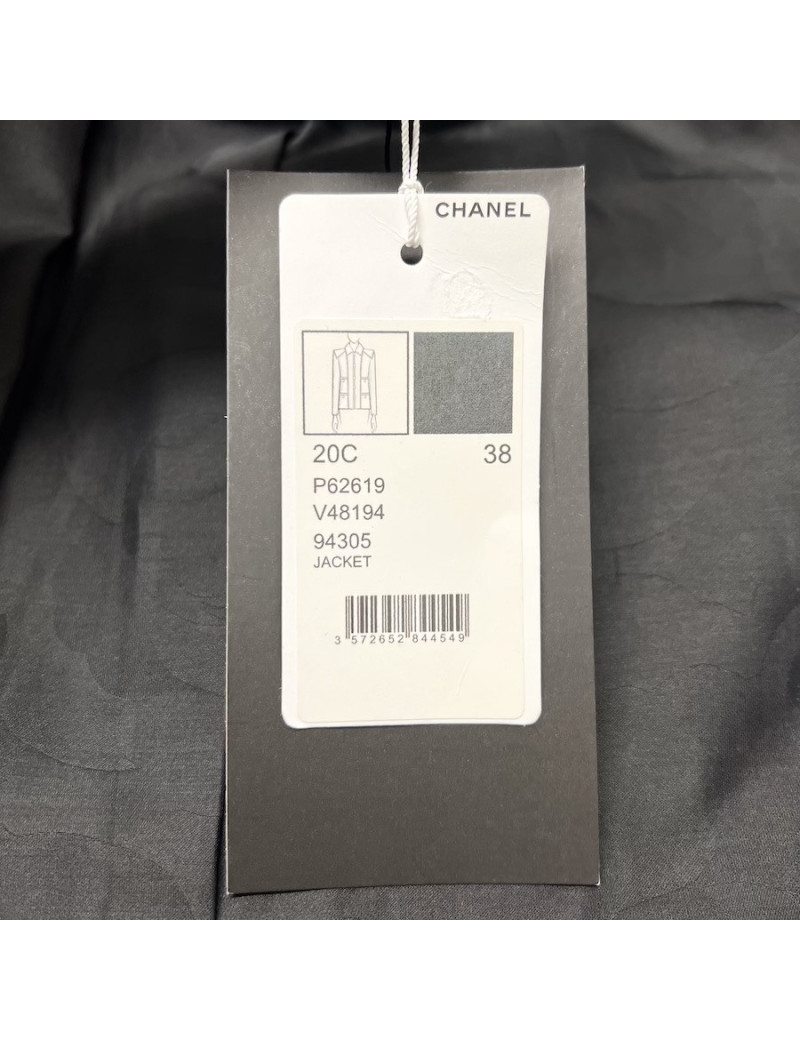 CHANEL
20C 38
P62619
V48194
94305
JACKET
3 572652 844549